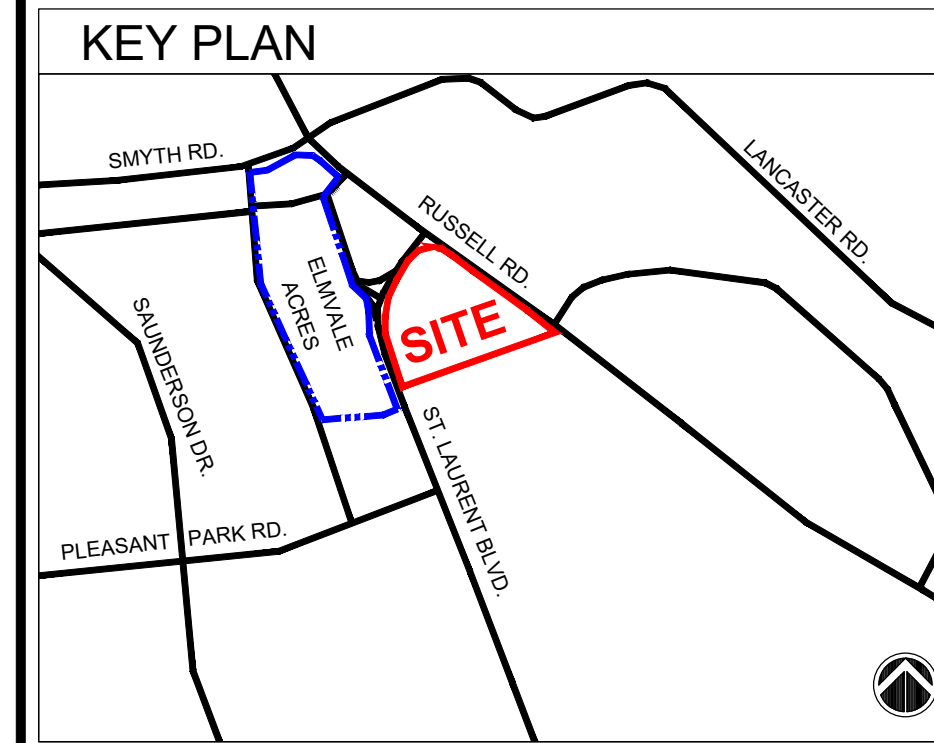 KEY PLAN
SMYTH RD.
LANCASTER RD.
RUSSELL RD.
ELMVALE
ACRES
SITE
SAUNDERSON DR.
ST. LAURENT BLVD.
PLEASANT PARK RD.